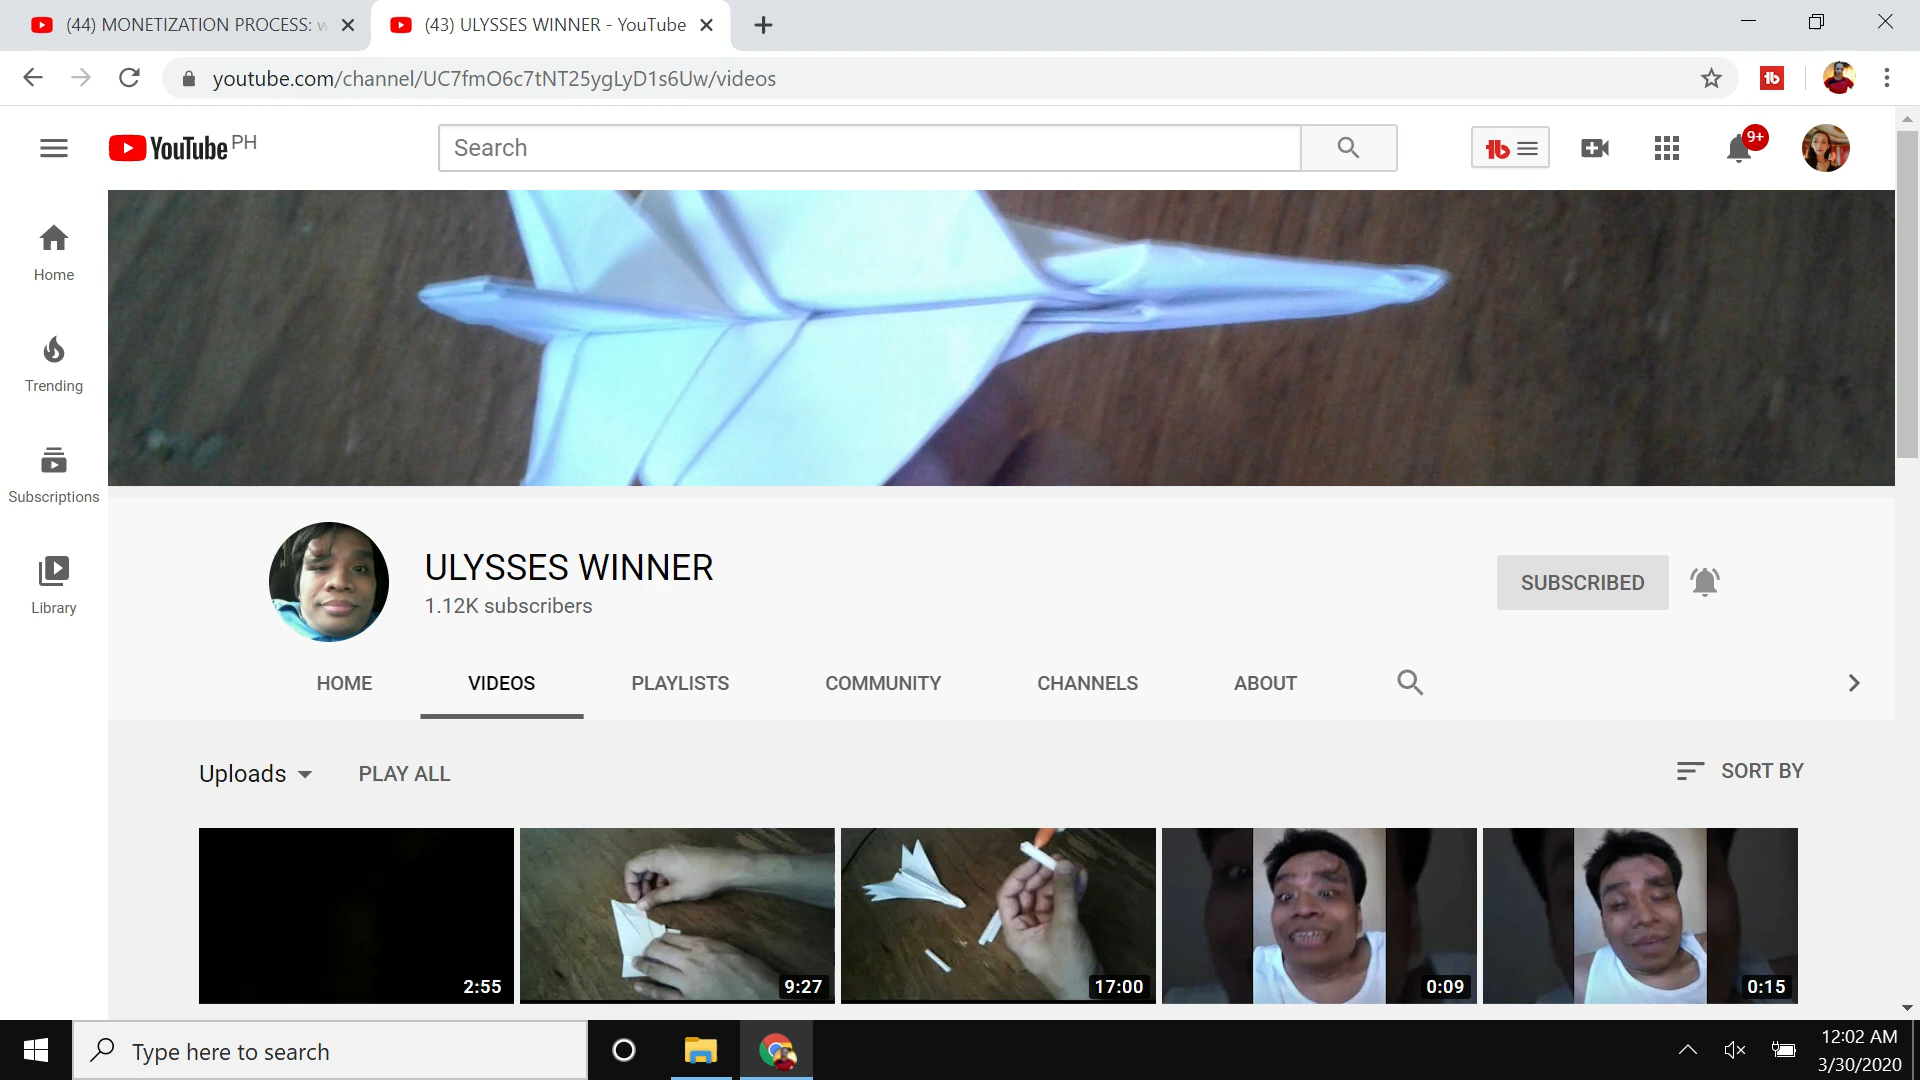 (44) MONETIZATION PROCESS:
(43) ULYSSES WINNER - YouTube
youtube.com/channel/UC7fmO6c7tNT25ygLyD1s6Uw/videos
YouTube PH
Search
9+
Home
Trending
Subscriptions
Library
ULYSSES WINNER
1.12K subscribers
SUBSCRIBED
HOME VIDEOS PLAYLISTS COMMUNITY CHANNELS ABOUT
Uploads PLAY ALL SORT BY
2:55 9:27 17:00 0:09 0:15
Type here to search
12:02 AM
3/30/2020